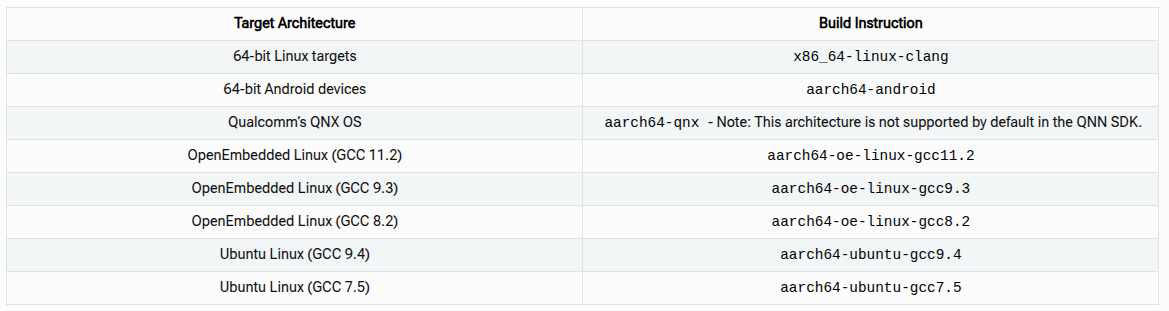 Target Architecture Build Instruction
64-bit Linux targets x86_64-linux-clang
64-bit Android devices aarch64-android
Qualcomm’s QNX OS aarch64-qnx - Note: This architecture is not supported by default in the QNN SDK.
OpenEmbedded Linux (GCC 11.2) aarch64-oe-linux-gcc11.2
OpenEmbedded Linux (GCC 9.3) aarch64-oe-linux-gcc9.3
OpenEmbedded Linux (GCC 8.2) aarch64-oe-linux-gcc8.2
Ubuntu Linux (GCC 9.4) aarch64-ubuntu-gcc9.4
Ubuntu Linux (GCC 7.5) aarch64-ubuntu-gcc7.5